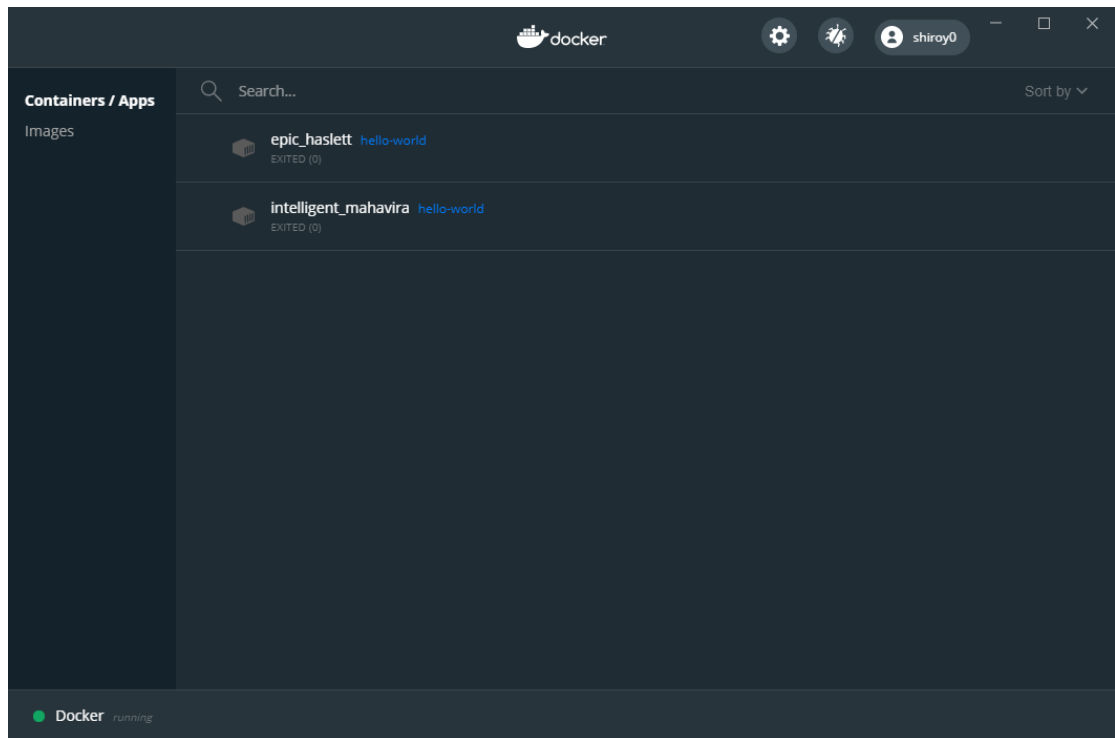 docker
shiroy0
Containers / Apps
Images
Search...
Sort by
epic_haslett hello-world
EXITED (0)
intelligent_mahavira hello-world
EXITED (0)
Docker running